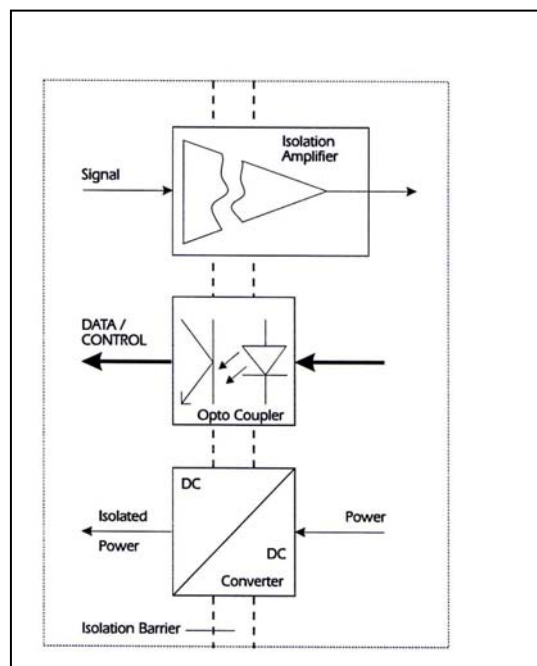 Isolation
Amplifier
Signal
DATA /
CONTROL
Opto Coupler
DC
Isolated
Power
Power
DC
Converter
Isolation Barrier